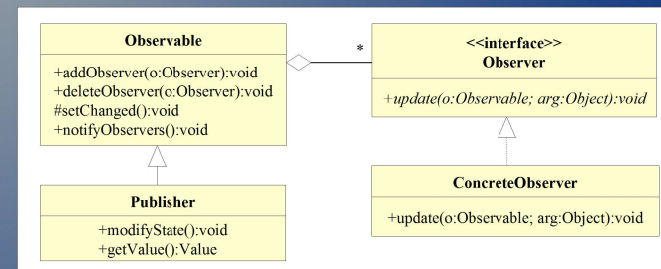 Observable
+addObserver(o:Observer):void
+deleteObserver(o:Observer):void
#setChanged():void
+notifyObservers():void
*
<<interface>>
Observer
+update(o:Observable; arg:Object):void
Publisher
+modifyState():void
+getValue():Value
ConcreteObserver
+update(o:Observable; arg:Object):void